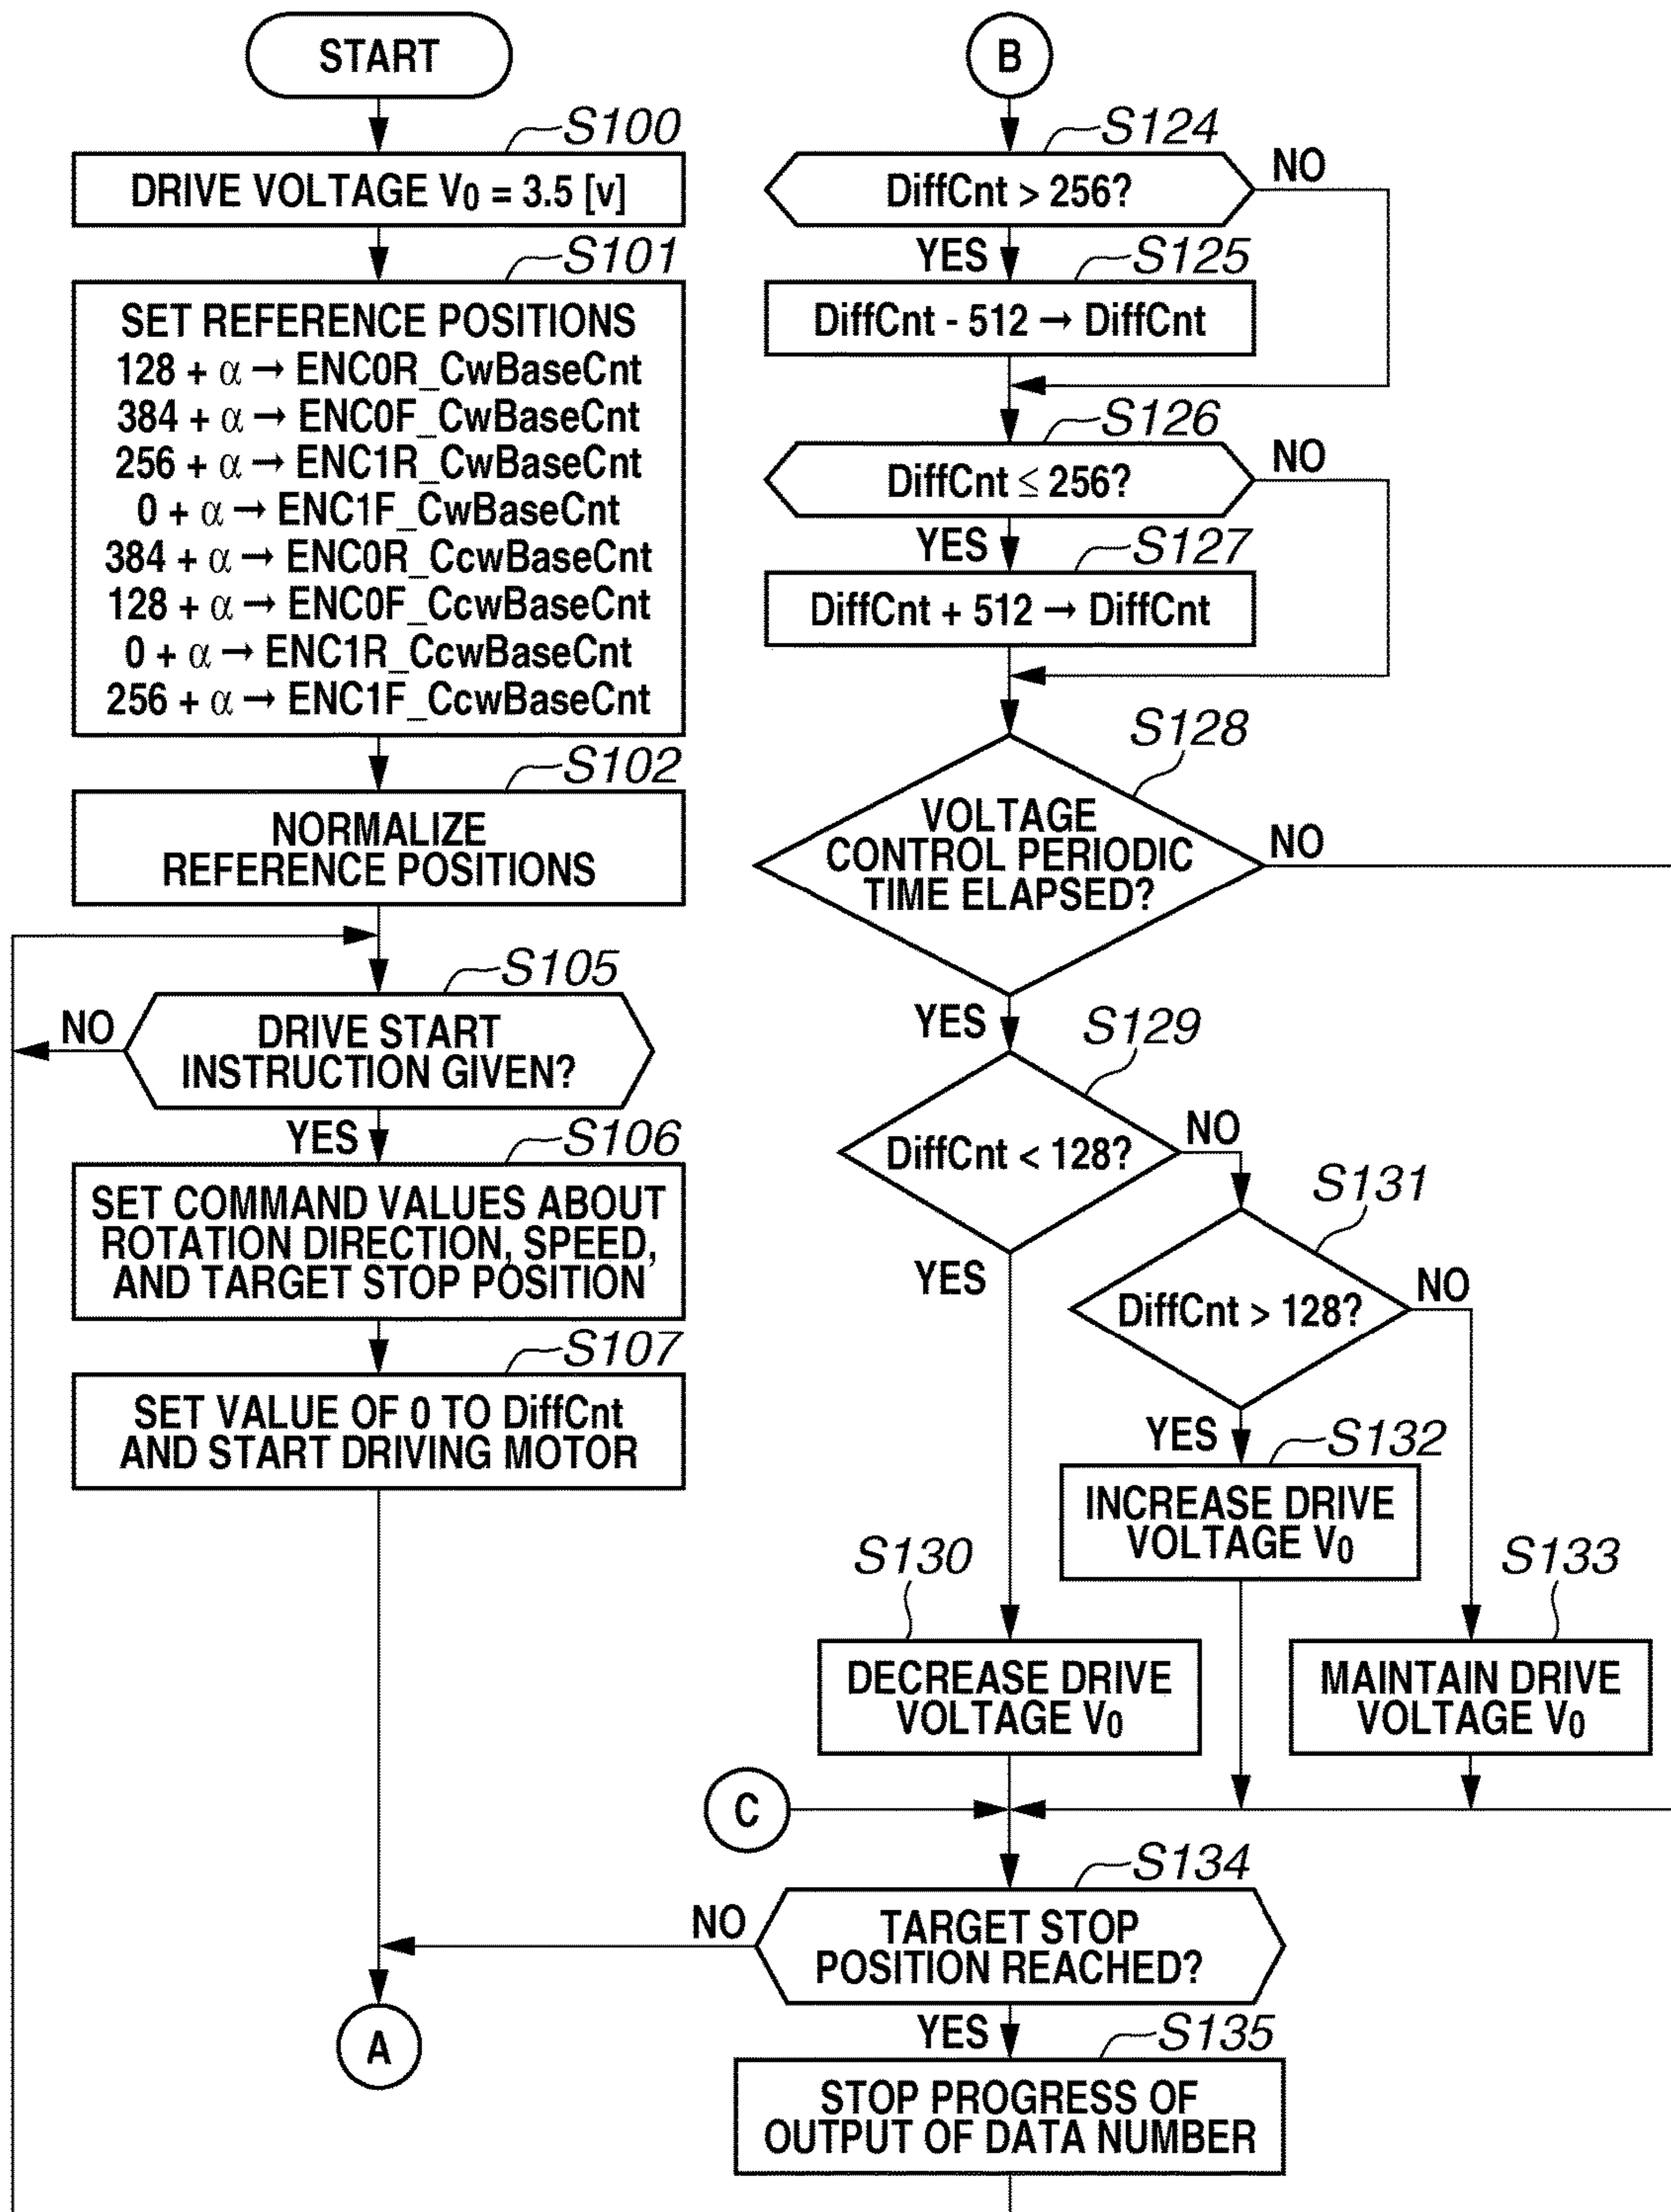 START
S100
DRIVE VOLTAGE V0 = 3.5 [v]
S101
SET REFERENCE POSITIONS
128 + α → ENC0R_CwBaseCnt
384 + α → ENC0F_CwBaseCnt
256 + α → ENC1R_CwBaseCnt
0 + α → ENC1F_CwBaseCnt
384 + α → ENC0R_CcwBaseCnt
128 + α → ENC0F_CcwBaseCnt
0 + α → ENC1R_CcwBaseCnt
256 + α → ENC1F_CcwBaseCnt
S102
NORMALIZE
REFERENCE POSITIONS
S105
NO
DRIVE START
INSTRUCTION GIVEN?
YES
S106
SET COMMAND VALUES ABOUT
ROTATION DIRECTION, SPEED,
AND TARGET STOP POSITION
S107
SET VALUE OF 0 TO DiffCnt
AND START DRIVING MOTOR
A
B
S124
DiffCnt > 256?
NO
YES
S125
DiffCnt - 512 → DiffCnt
S126
DiffCnt ≤ 256?
NO
YES
S127
DiffCnt + 512 → DiffCnt
S128
VOLTAGE
CONTROL PERIODIC
TIME ELAPSED?
NO
YES
S129
DiffCnt < 128?
NO
YES
S131
DiffCnt > 128?
NO
YES
S132
INCREASE DRIVE
VOLTAGE V0
S130
DECREASE DRIVE
VOLTAGE V0
S133
MAINTAIN DRIVE
VOLTAGE V0
C
S134
TARGET STOP
POSITION REACHED?
NO
YES
S135
STOP PROGRESS OF
OUTPUT OF DATA NUMBER